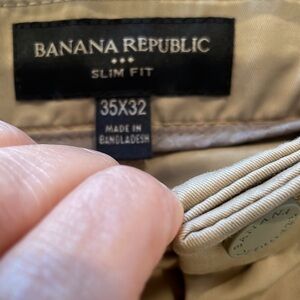 BANANA REPUBLIC
SLIM FIT
35X32
MADE IN
BANGLADESH